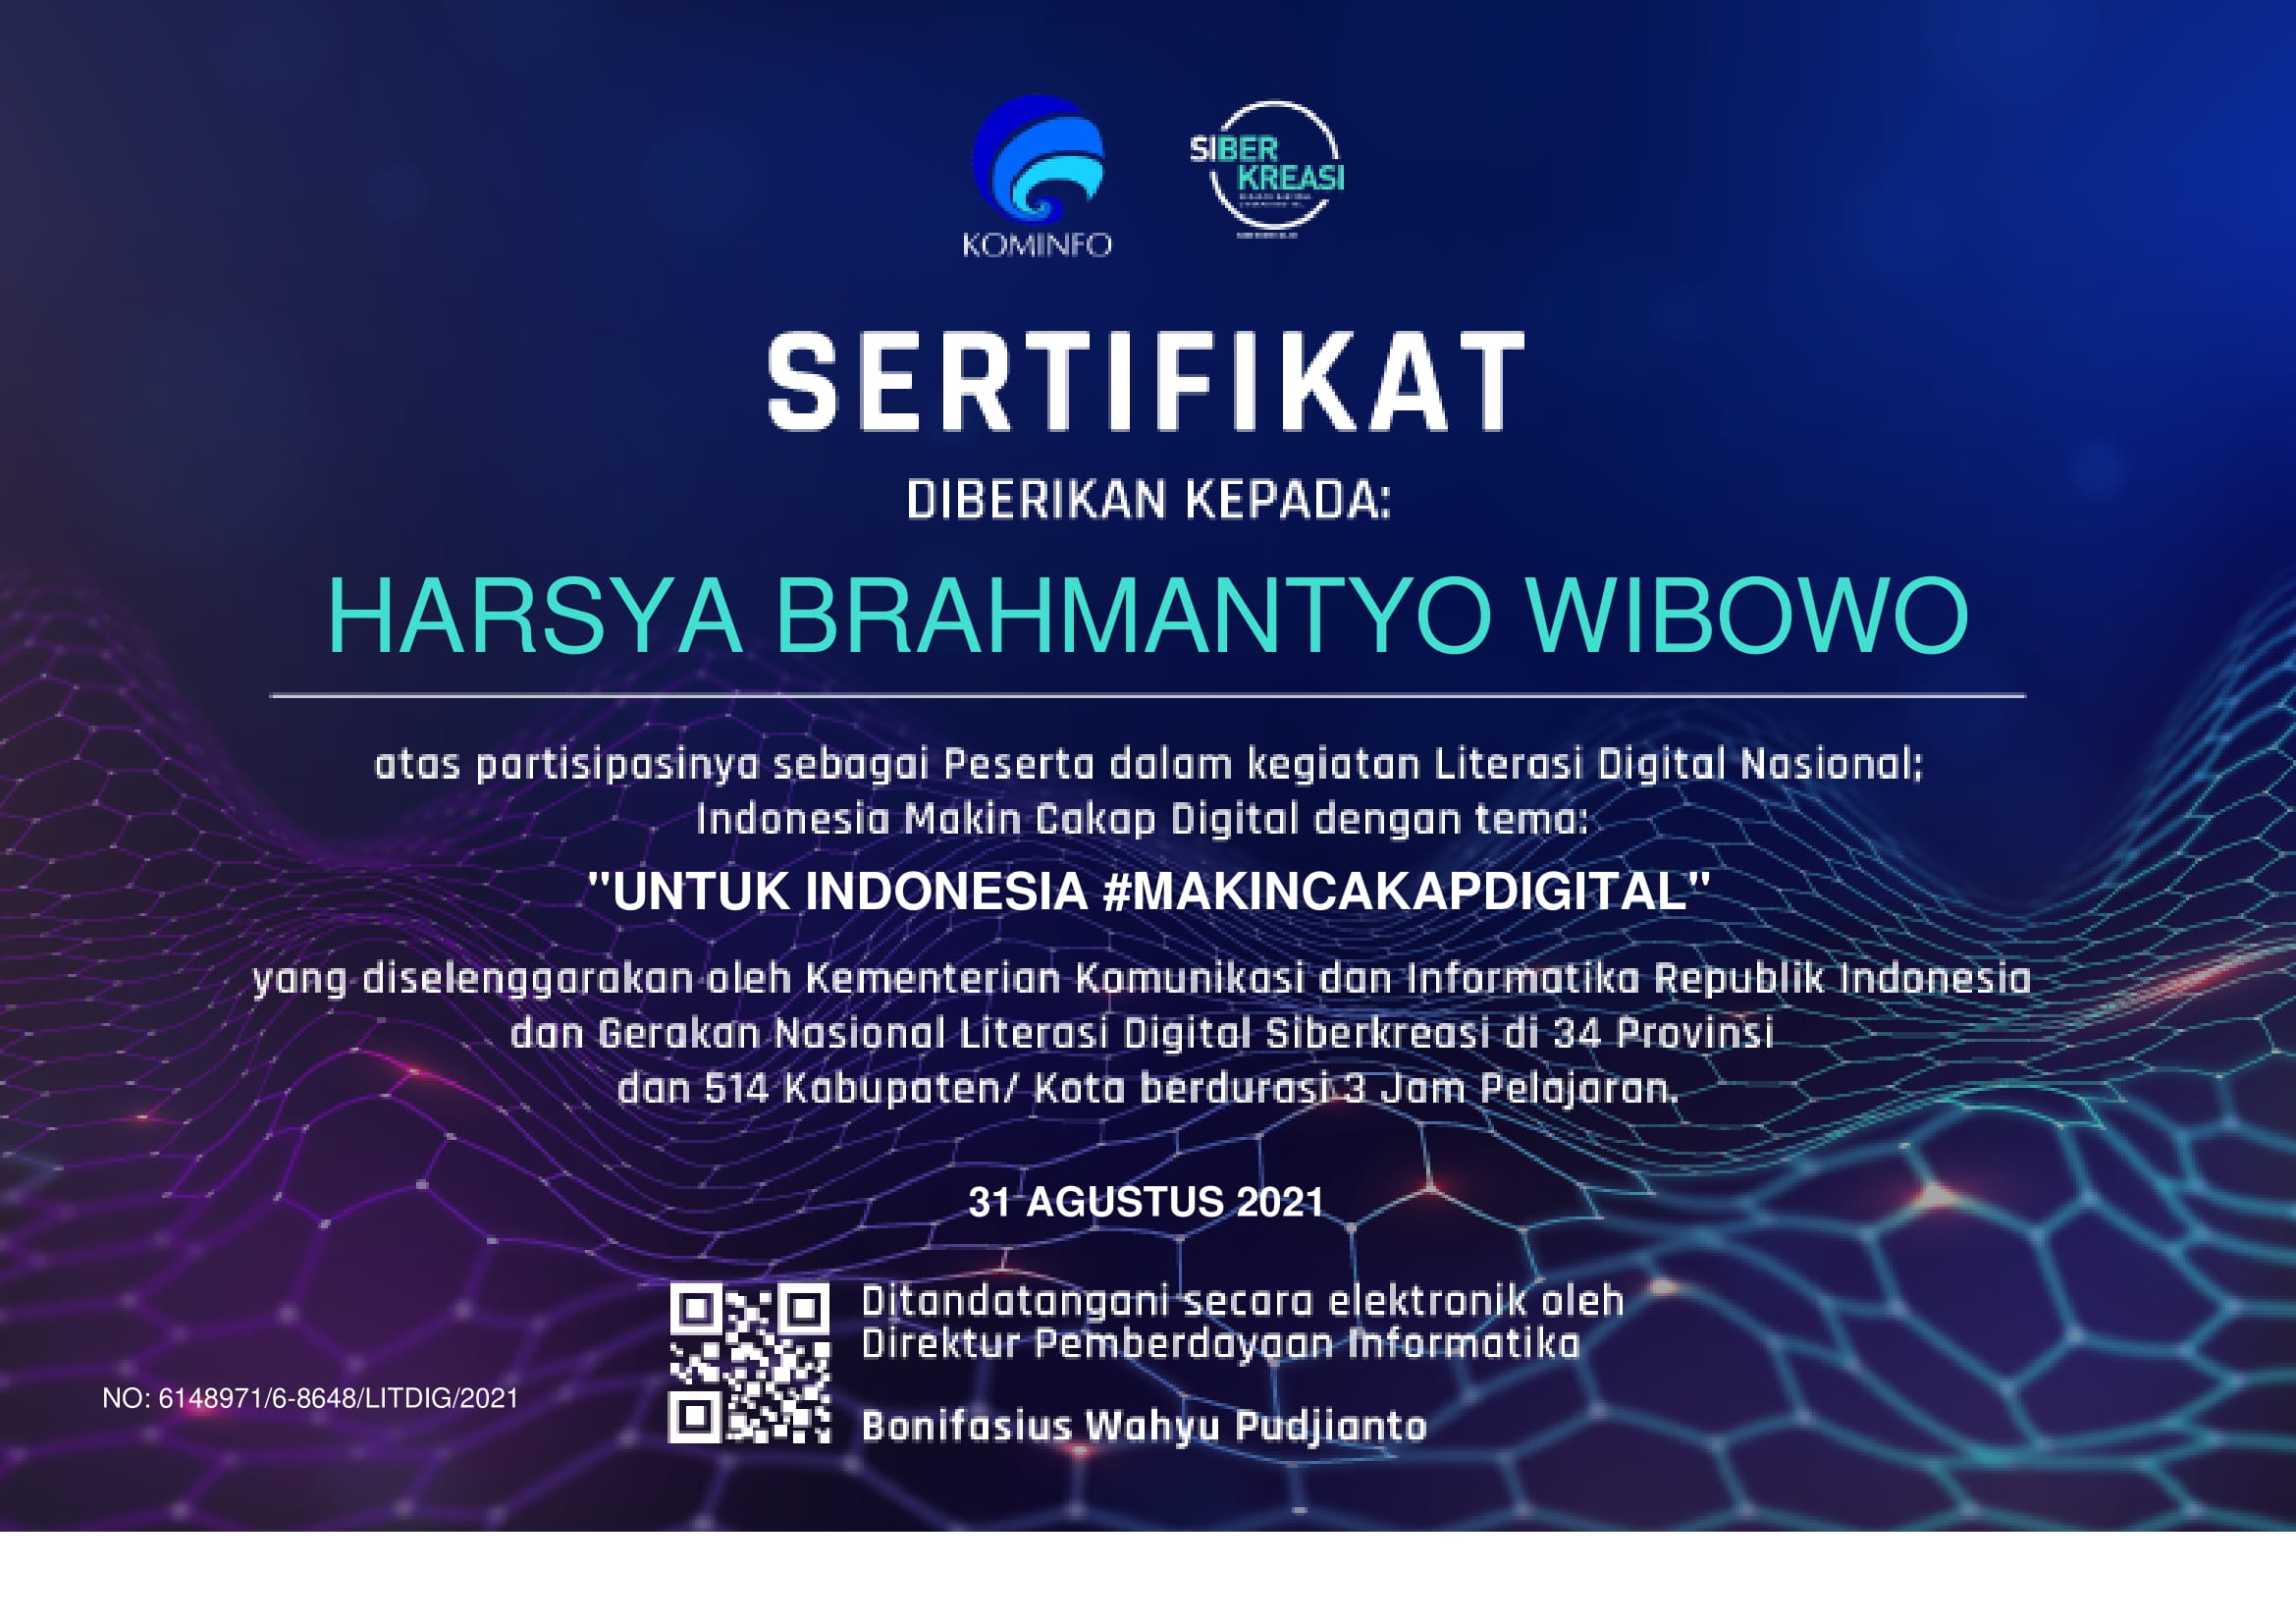 KOMINFO
SIBER
KREASI
SERTIFIKAT
DIBERIKAN KEPADA:
HARSYA BRAHMANTYO WIBOWO
atas partisipasinya sebagai Peserta dalam kegiatan Literasi Digital Nasional;
Indonesia Makin Cakap Digital dengan tema:
"UNTUK INDONESIA #MAKINCAKAPDIGITAL"
yang diselenggarakan oleh Kementerian Komunikasi dan Informatika Republik Indonesia
dan Gerakan Nasional Literasi Digital Siberkreasi di 34 Provinsi
dan 514 Kabupaten/ Kota berdurasi 3 Jam Pelajaran.
31 AGUSTUS 2021
Ditandatangani secara elektronik oleh
Direktur Pemberdayaan Informatika
Bonifasius Wahyu Pudjianto
NO: 6148971/6-8648/LITDIG/2021